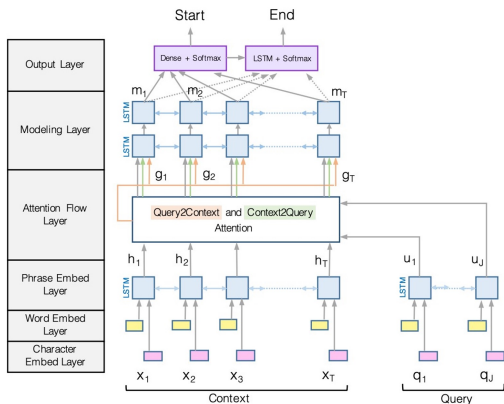 Start End
Output Layer
Dense + Softmax
LSTM + Softmax
m1 m2 mT
Modeling Layer
LSTM
LSTM
g1 g2 gT
Attention Flow
Layer
Query2Context and Context2Query
Attention
h1 h2 hT
u1 uJ
Phrase Embed
Layer
LSTM
LSTM
Word Embed
Layer
Character
Embed Layer
x1 x2 x3 xT
q1 qJ
Context
Query